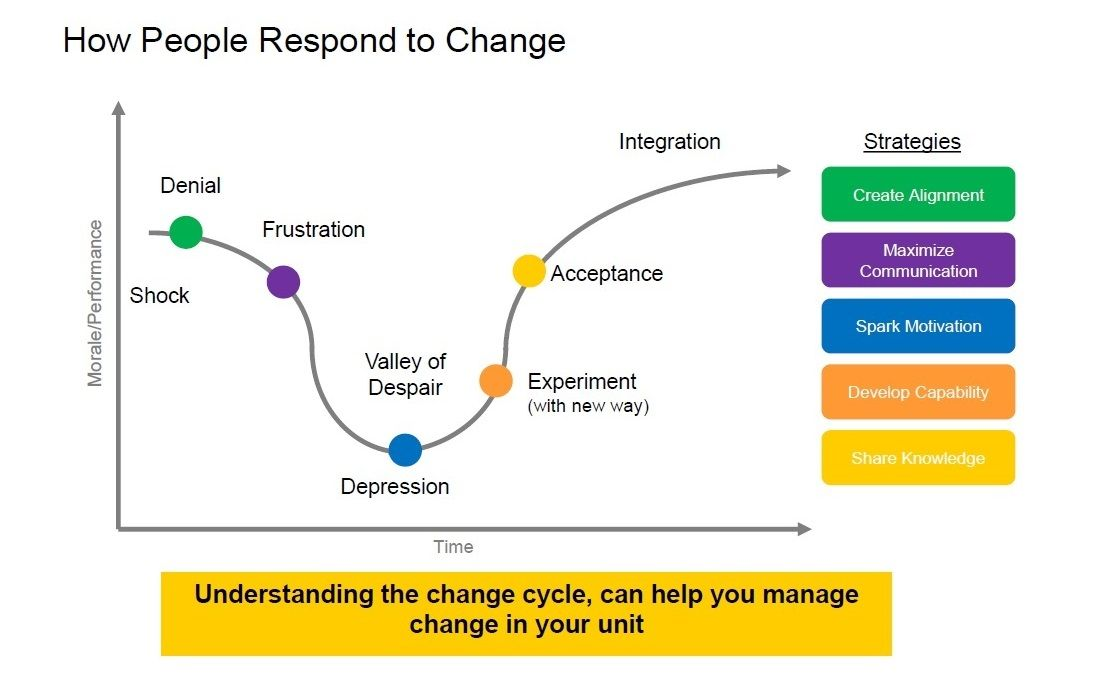 How People Respond to Change
Morale/Performance
Denial
Shock
Frustration
Valley of
Despair
Depression
Experiment
(with new way)
Acceptance
Integration
Time
Strategies
Create Alignment
Maximize
Communication
Spark Motivation
Develop Capability
Share Knowledge
Understanding the change cycle, can help you manage
change in your unit